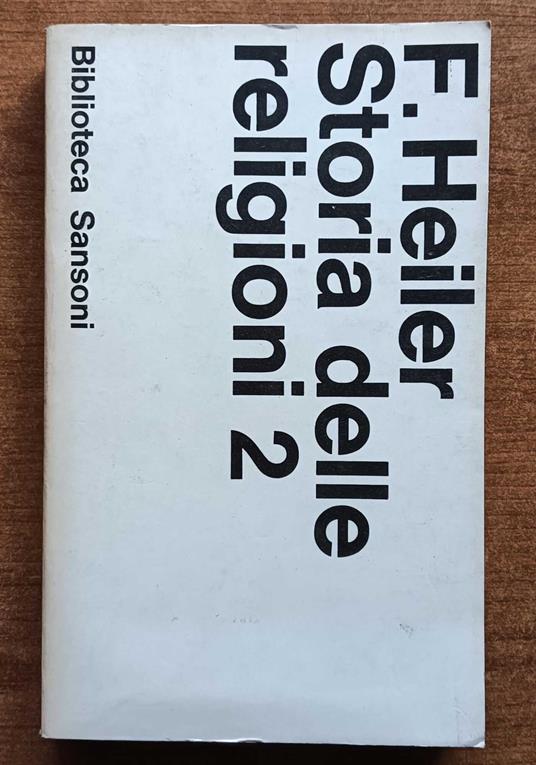 F. Heiler
Storia delle
religioni 2
Biblioteca Sansoni